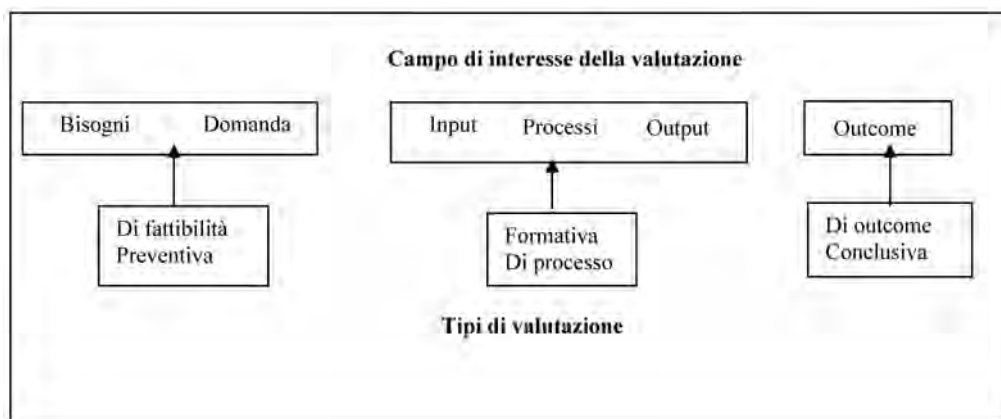 Campo di interesse della valutazione
Bisogni Domanda
Input Processi Output
Outcome
Di fattibilità
Preventiva
Formativa
Di processo
Di outcome
Conclusiva
Tipi di valutazione